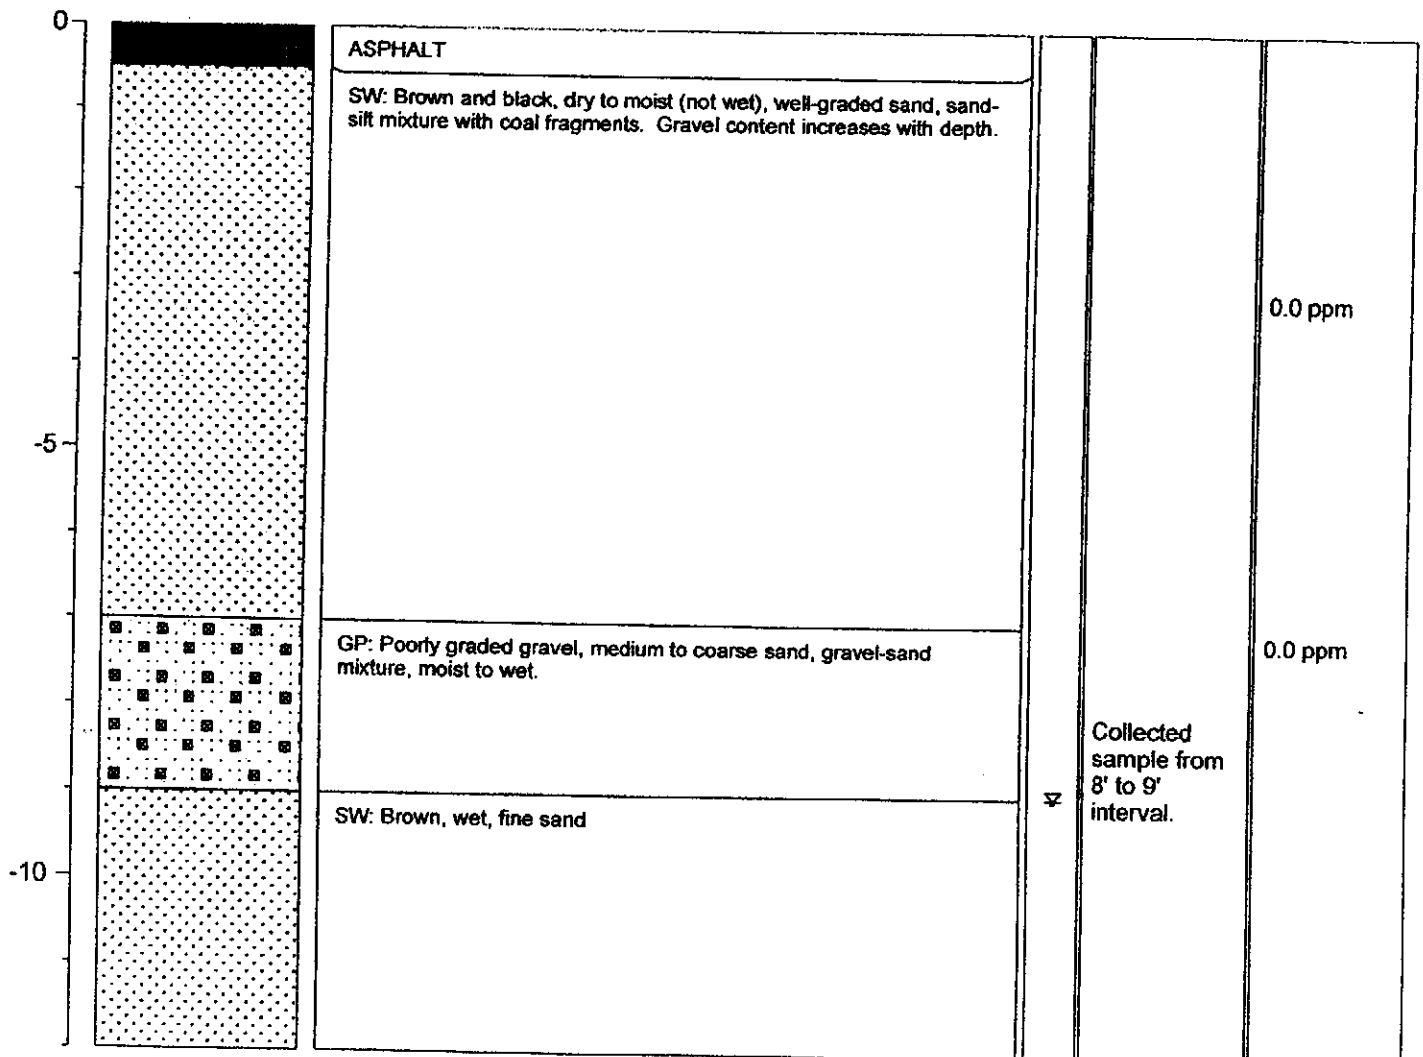 0
ASPHALT
SW: Brown and black, dry to moist (not wet), well-graded sand, sand-
silt mixture with coal fragments. Gravel content increases with depth.
0.0 ppm
-5
GP: Poorly graded gravel, medium to coarse sand, gravel-sand
mixture, moist to wet.
0.0 ppm
Collected
sample from
8' to 9'
interval.
SW: Brown, wet, fine sand
-10